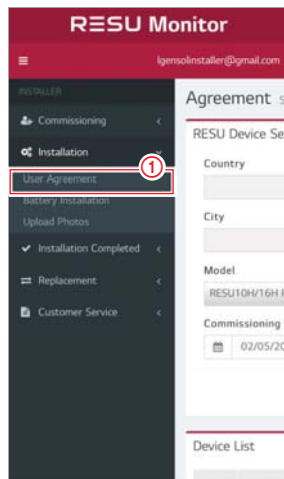 RESU Monitor
lgensolinstaller@gmail.com
INSTALLER
Commissioning
Installation
1
User Agreement
Battery Installation
Upload Photos
Installation Completed
Replacement
Customer Service
Agreement
RESU Device Se
Country
City
Model
RESU10H/16H
Commissioning
02/05/20
Device List